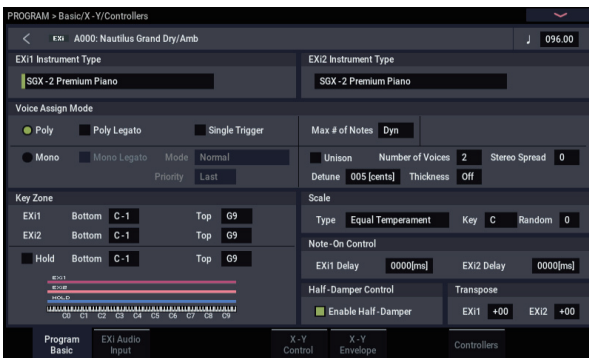 PROGRAM > Basic/X-Y/Controllers
EXi A000: Nautilus Grand Dry/Amb ♩ 096.00
EXi1 Instrument Type EXi2 Instrument Type
SGX-2 Premium Piano SGX-2 Premium Piano
Voice Assign Mode
Poly Poly Legato Single Trigger Max # of Notes Dyn
Mono Mono Legato Mode Normal Unison Number of Voices 2 Stereo Spread 0
Priority Last Detune 005 [cents] Thickness Off
Key Zone Scale
EXi1 Bottom C-1 Top G9 Type Equal Temperament Key C Random 0
EXi2 Bottom C-1 Top G9 Note-On Control
Hold Bottom C-1 Top G9 EXi1 Delay 0000[ms] EXi2 Delay 0000[ms]
EXi1
EXi2 Half-Damper Control Transpose
HOLD Enable Half-Damper EXi1 +00 EXi2 +00
C0 C1 C2 C3 C4 C5 C6 C7 C8 C9
Program EXi Audio X-Y X-Y Controllers
Basic Input Control Envelope